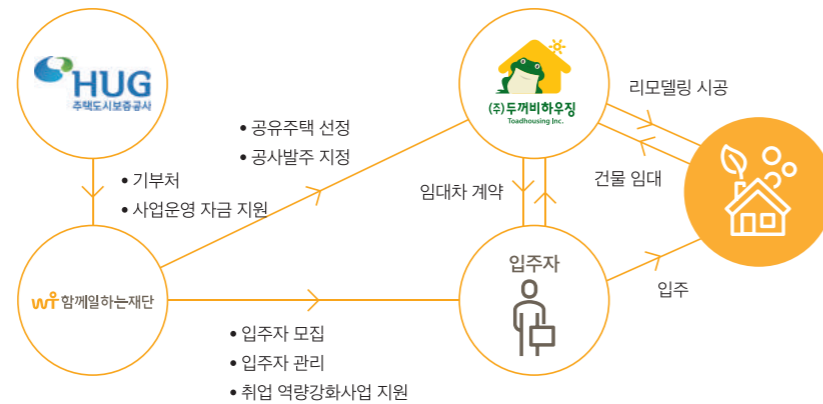 HUG
주택도시보증공사
(주)두꺼비하우징
Toadhousing Inc.
리모델링 시공
• 공유주택 선정
• 공사발주 지정
• 기부처
• 사업운영 자금 지원
임대차 계약
건물 임대
함께일하는재단
입주자
입주
• 입주자 모집
• 입주자 관리
• 취업 역량강화사업 지원